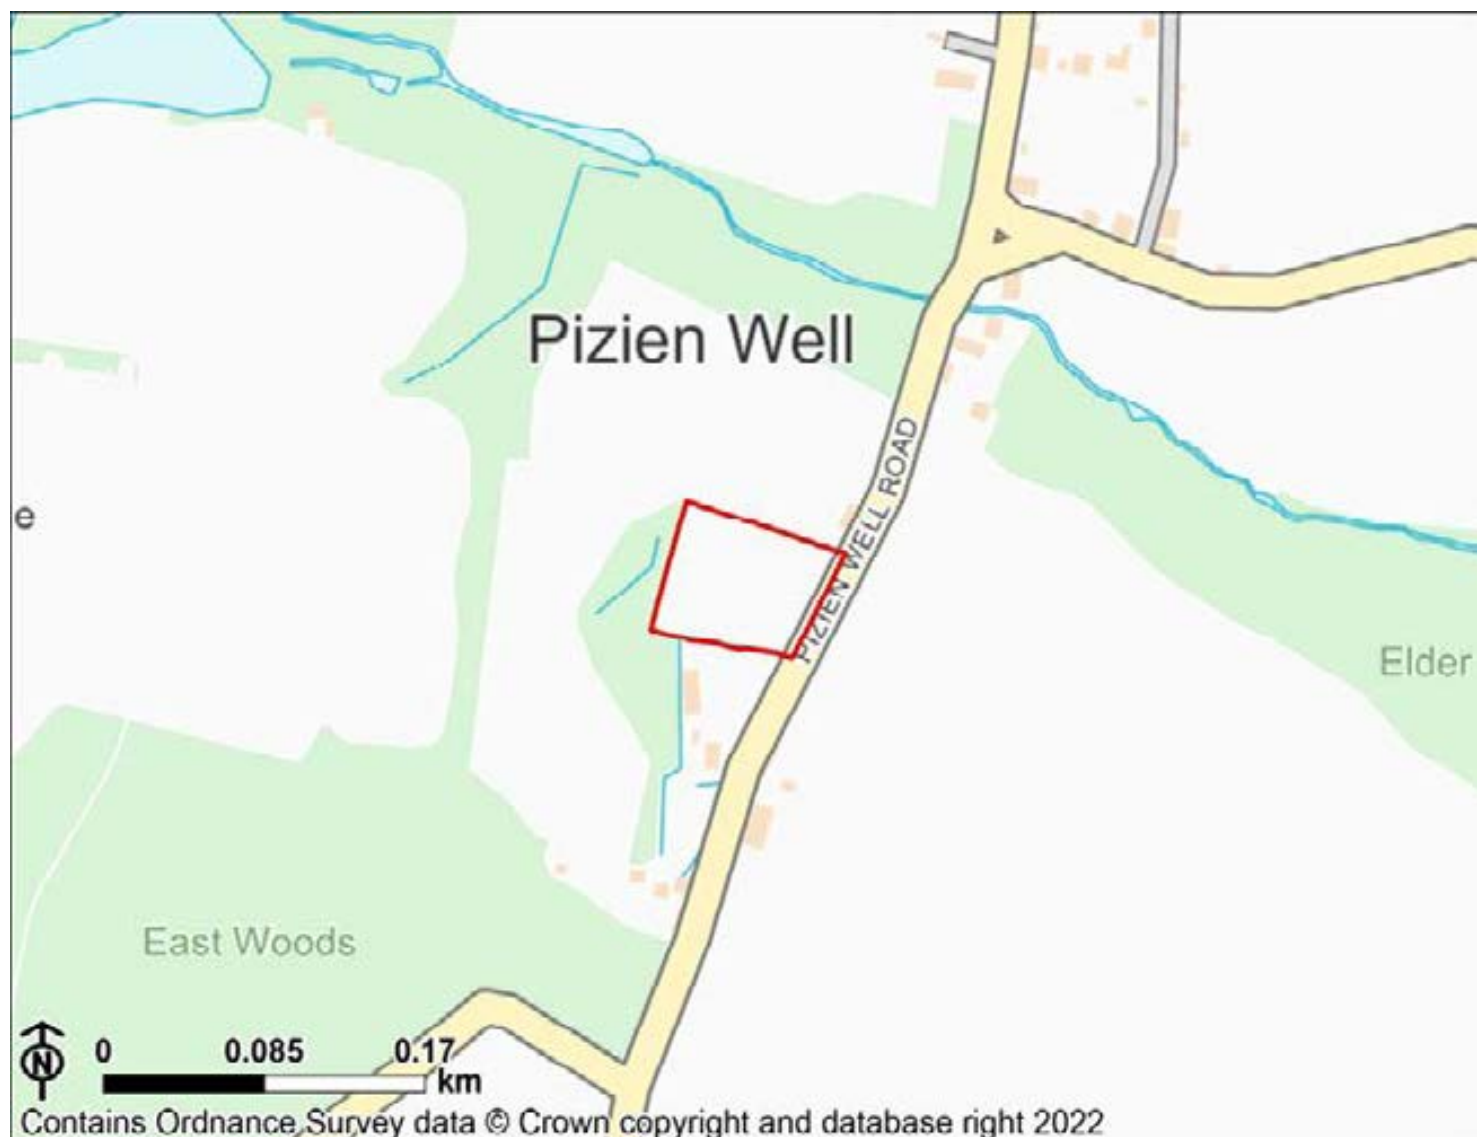 Pizien Well
PIZIEN WELL ROAD
e
Elder
East Woods
N
0 0.085 0.17
km
Contains Ordnance Survey data © Crown copyright and database right 2022